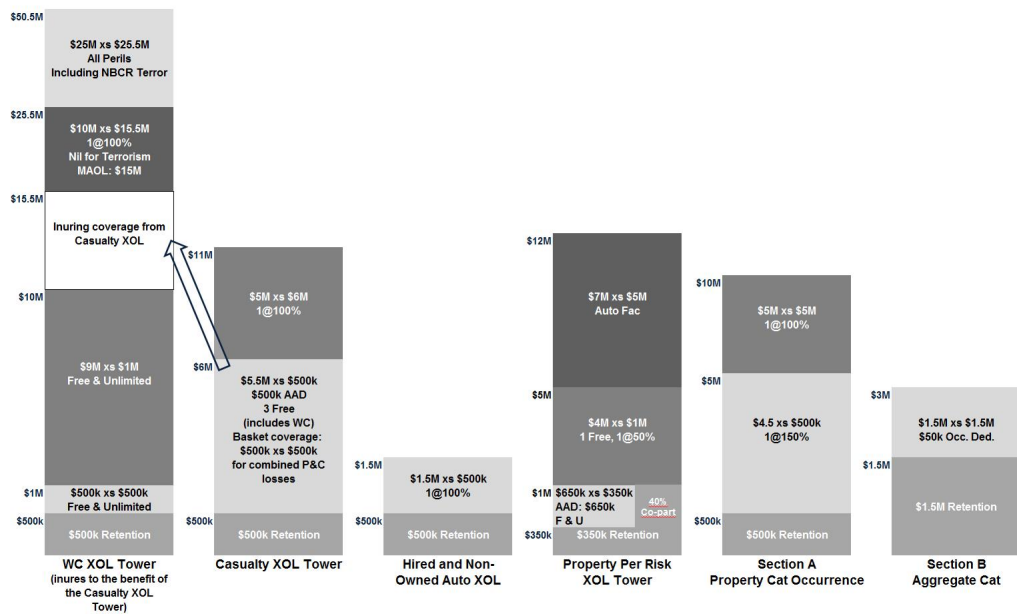 $50.5M
$25M xs $25.5M
All Perils
Including NBCR Terror
$25.5M
$10M xs $15.5M
1@100%
Nil for Terrorism
MAOL: $15M
$15.5M
Inuring coverage from
Casualty XOL
$10M
$9M xs $1M
Free & Unlimited
$1M
$500k xs $500k
Free & Unlimited
$500k
$500k Retention
WC XOL Tower
(inures to the benefit of
the Casualty XOL
Tower)
$11M
$5M xs $6M
1@100%
$6M
$5.5M xs $500k
$500k AAD
3 Free
(includes WC)
Basket coverage:
$500k xs $500k
for combined P&C
losses
$500k
$500k Retention
Casualty XOL Tower
$1.5M
$1.5M xs $500k
1@100%
$500k
$500k Retention
Hired and Non-
Owned Auto XOL
$12M
$7M xs $5M
Auto Fac
$5M
$4M xs $1M
1 Free, 1@50%
$1M
$650k xs $350k
AAD: $650k
F & U
40%
Co-part
$350k
$350k Retention
Property Per Risk
XOL Tower
$10M
$5M xs $5M
1@100%
$5M
$4.5 xs $500k
1@150%
$500k
$500k Retention
Section A
Property Cat Occurrence
$3M
$1.5M xs $1.5M
$50k Occ. Ded.
$1.5M
$1.5M Retention
Section B
Aggregate Cat